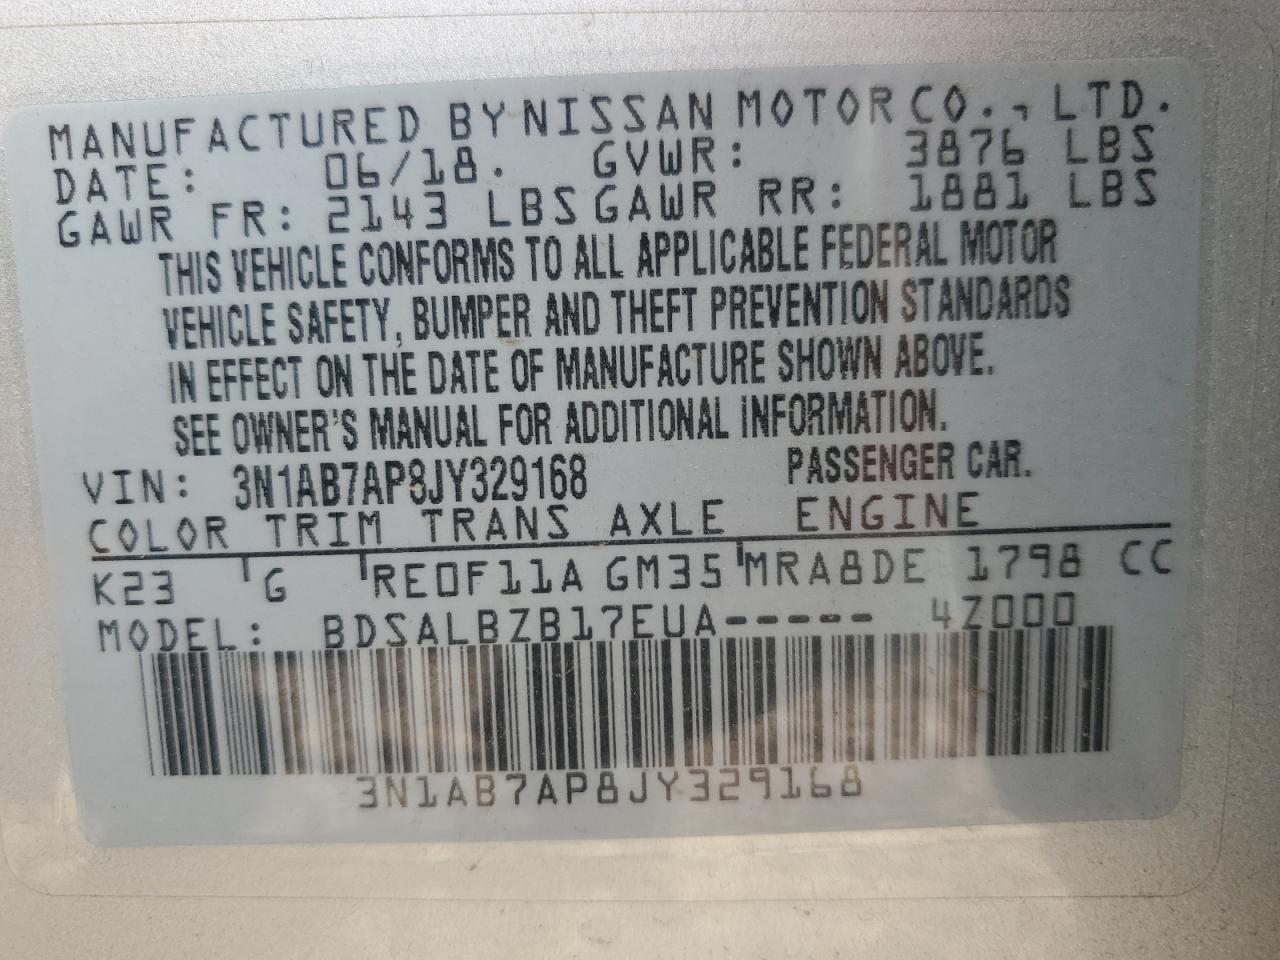 MANUFACTURED BY NISSAN MOTOR CO., LTD.
DATE: 06/18. GVWR: 3876 LBS
GAWR FR: 2143 LBS GAWR RR: 1881 LBS
THIS VEHICLE CONFORMS TO ALL APPLICABLE FEDERAL MOTOR
VEHICLE SAFETY, BUMPER AND THEFT PREVENTION STANDARDS
IN EFFECT ON THE DATE OF MANUFACTURE SHOWN ABOVE.
SEE OWNER'S MANUAL FOR ADDITIONAL INFORMATION.
VIN: 3N1AB7AP8JY329168 PASSENGER CAR.
COLOR TRIM TRANS AXLE ENGINE
K23 G RE0F11A GM35 MRA8DE 1798 CC
MODEL: BDSALBZB17EUA----- 4Z000
3N1AB7AP8JY329168